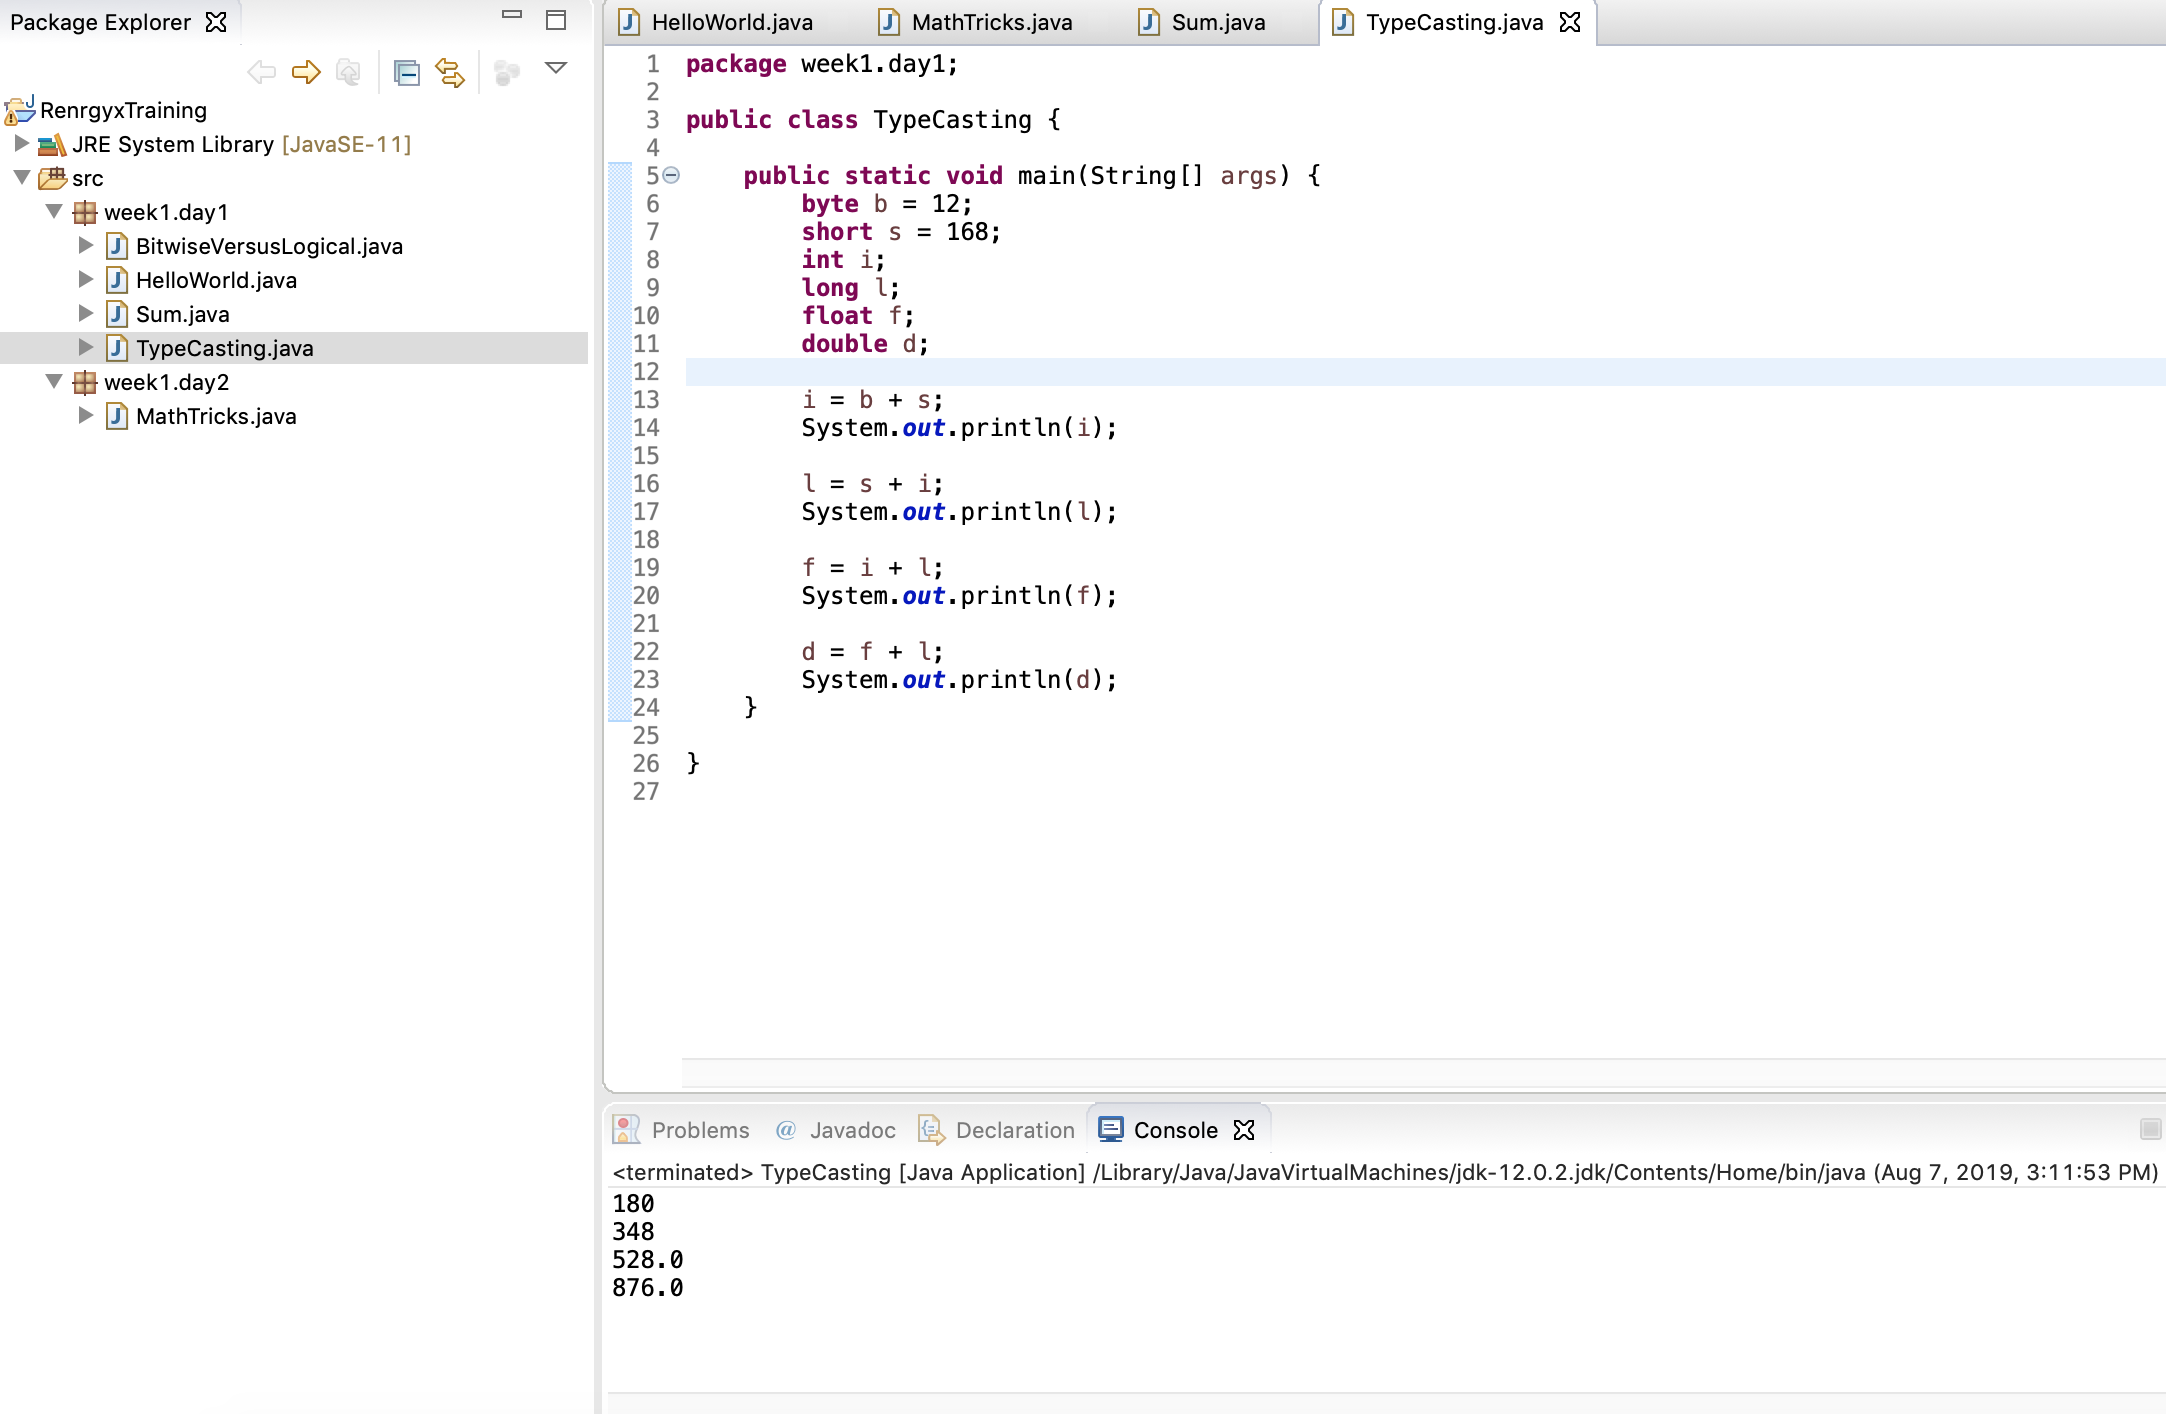 Package Explorer
RenrgyxTraining
JRE System Library [JavaSE-11]
src
week1.day1
BitwiseVersusLogical.java
HelloWorld.java
Sum.java
TypeCasting.java
week1.day2
MathTricks.java
HelloWorld.java MathTricks.java Sum.java TypeCasting.java
1 package week1.day1;
2
3 public class TypeCasting {
4
5 public static void main(String[] args) {
6 byte b = 12;
7 short s = 168;
8 int i;
9 long l;
10 float f;
11 double d;
12
13 i = b + s;
14 System.out.println(i);
15
16 l = s + i;
17 System.out.println(l);
18
19 f = i + l;
20 System.out.println(f);
21
22 d = f + l;
23 System.out.println(d);
24 }
25
26 }
27
Problems @ Javadoc Declaration Console
<terminated> TypeCasting [Java Application] /Library/Java/JavaVirtualMachines/jdk-12.0.2.jdk/Contents/Home/bin/java (Aug 7, 2019, 3:11:53 PM)
180
348
528.0
876.0